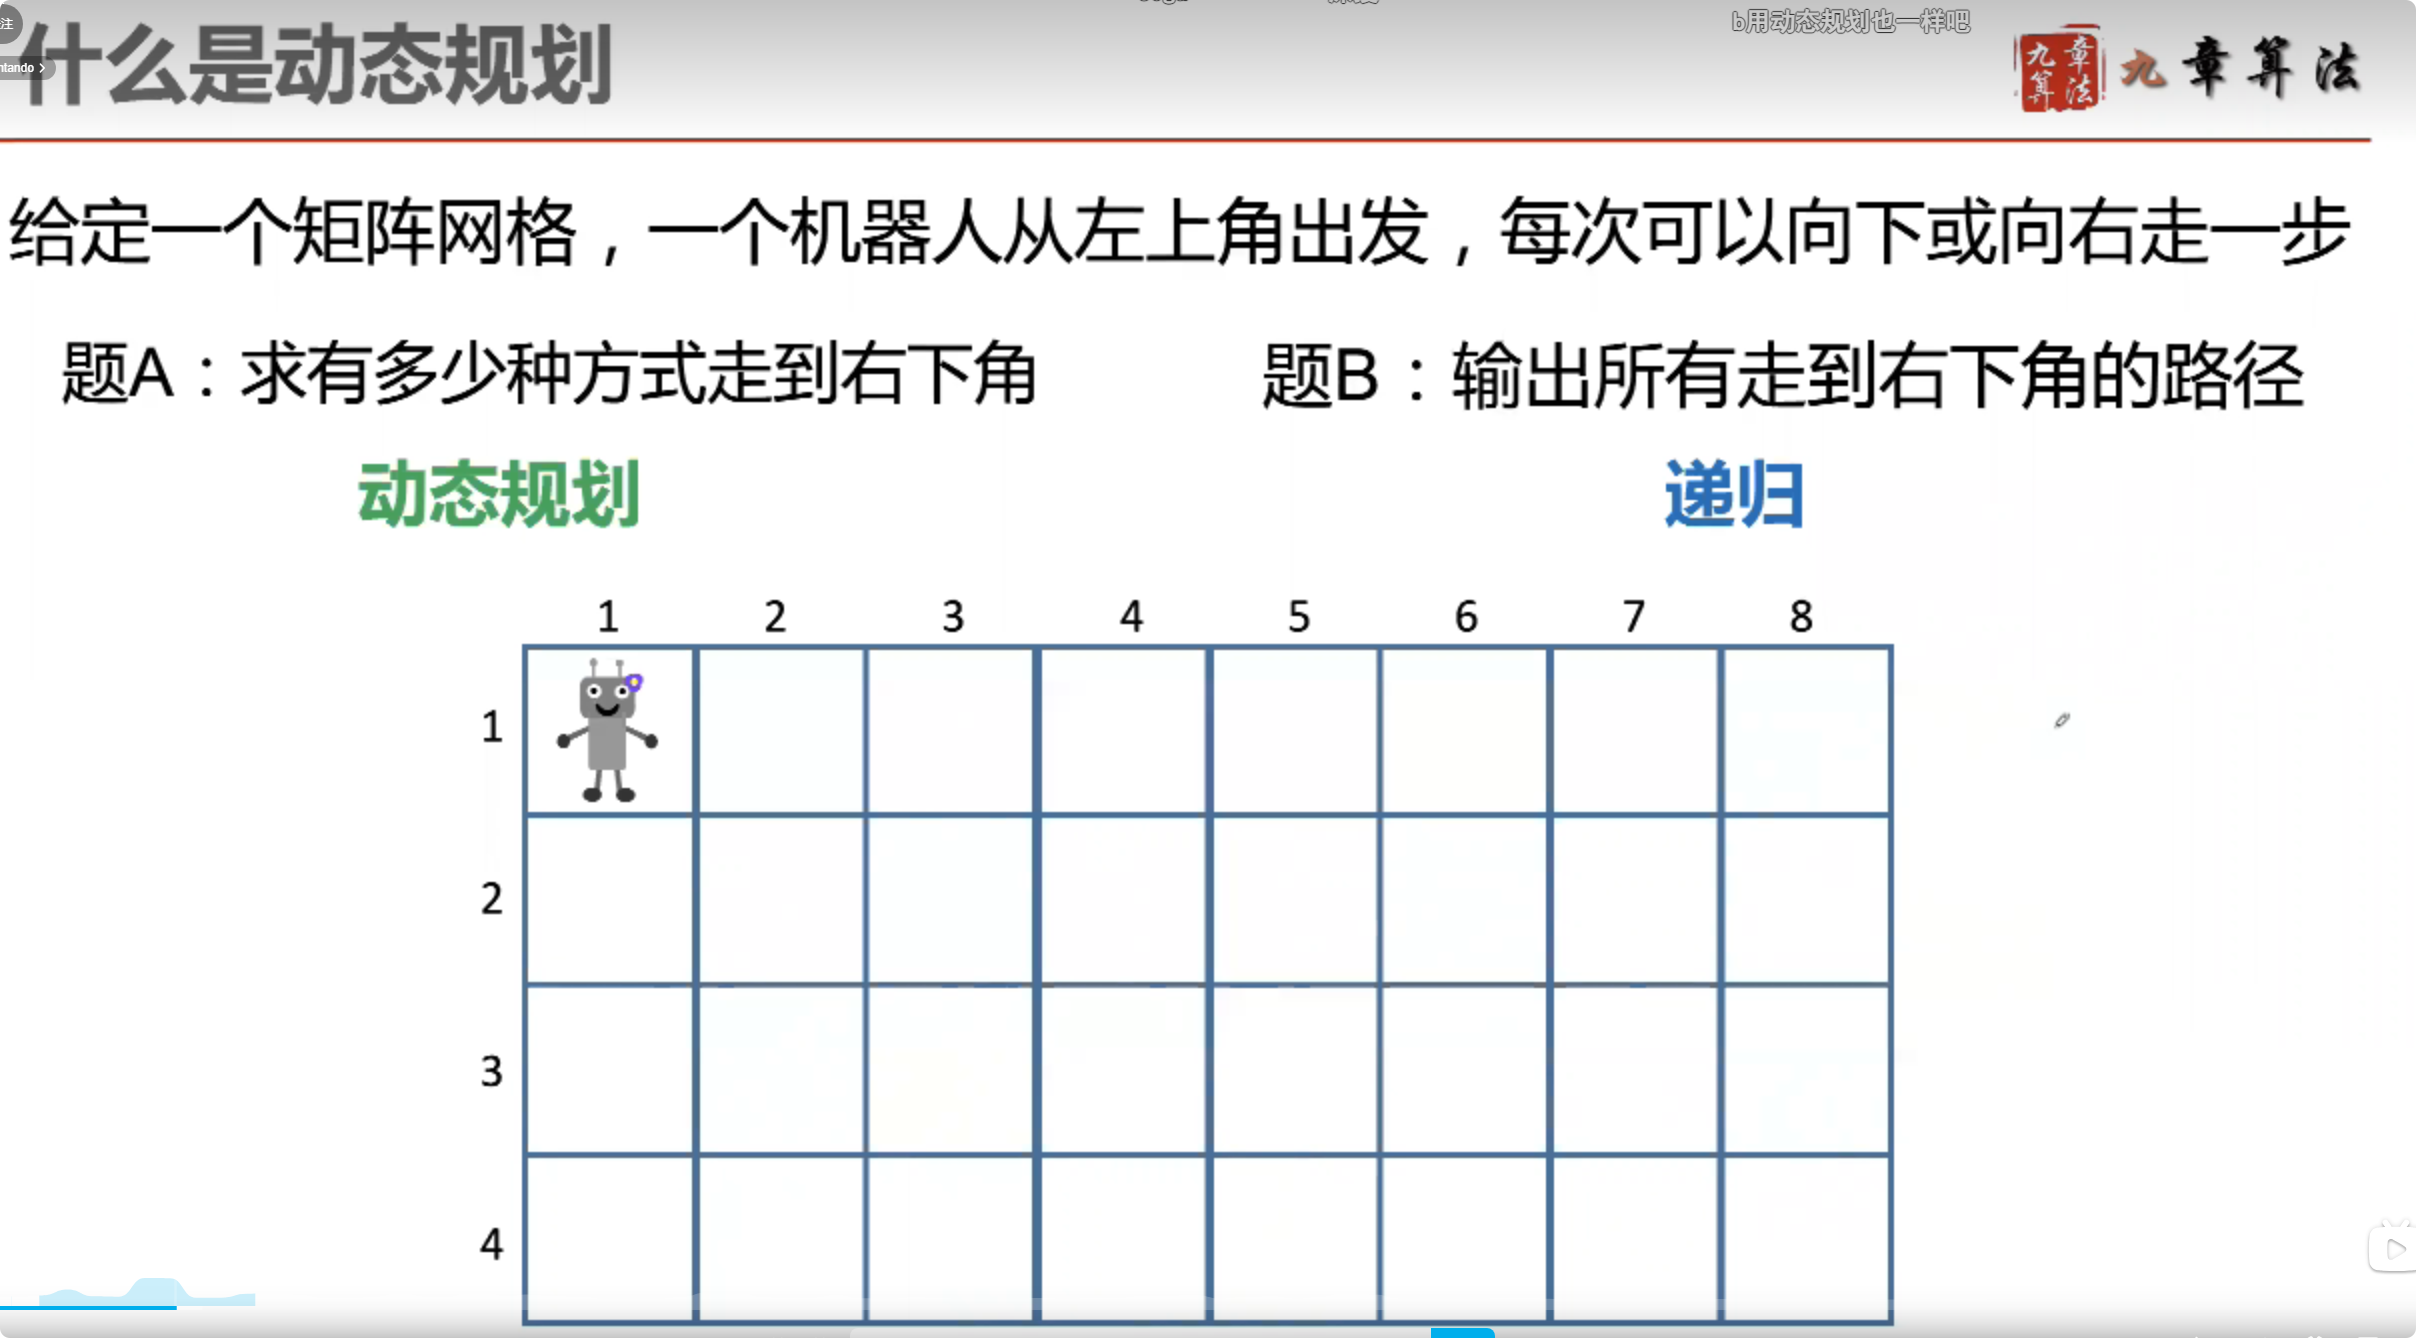 b用动态规划也一样吧
注
什么是动态规划
ntando >
九章算法
九章算法
给定一个矩阵网格，一个机器人从左上角出发，每次可以向下或向右走一步
题A：求有多少种方式走到右下角
题B：输出所有走到右下角的路径
动态规划
递归
1 2 3 4 5 6 7 8
1
2
3
4